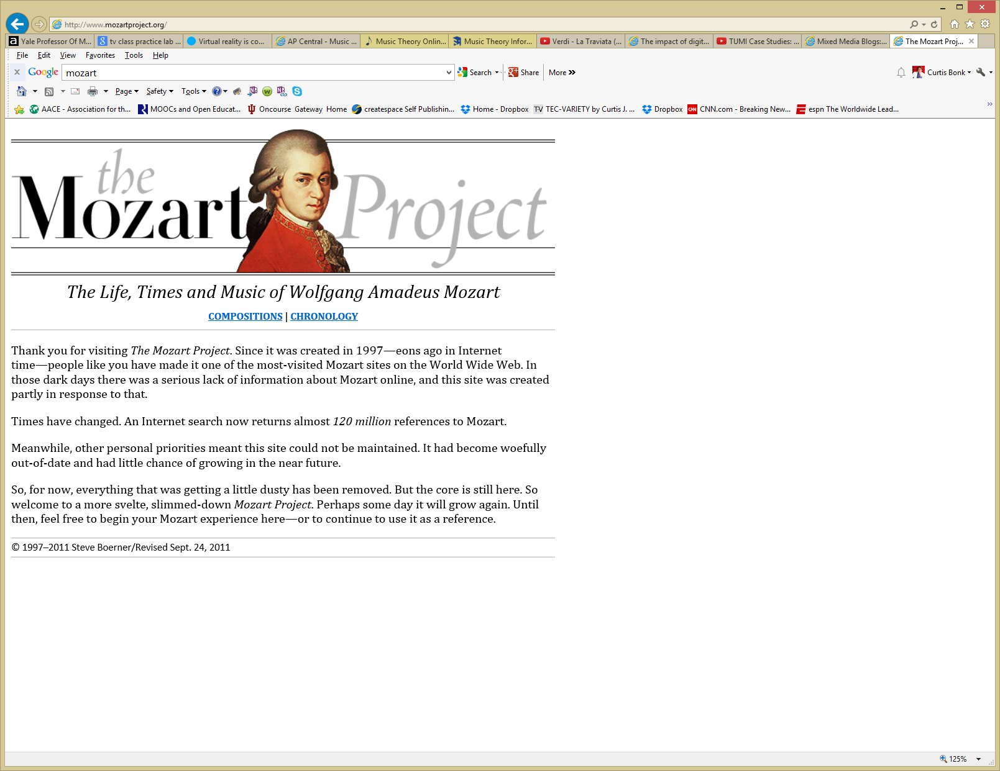 http://www.mozartproject.org/
Yale Professor Of M... tv class practice lab ... Virtual reality is co... AP Central - Music ... Music Theory Onlin... Music Theory Infor... Verdi - La Traviata (... The impact of digit... TUMI Case Studies: ... Mixed Media Blogs:... The Mozart Proj...
File Edit View Favorites Tools Help
Google mozart Search Share More Curtis Bonk
Page Safety Tools
AACE - Association for th... MOOCs and Open Educat... Oncourse Gateway Home createspace Self Publishin... Home - Dropbox TV TEC-VARIETY by Curtis J. ... Dropbox CNN CNN.com - Breaking New... espn The Worldwide Lead...
the
Mozart Project
The Life, Times and Music of Wolfgang Amadeus Mozart
COMPOSITIONS | CHRONOLOGY
Thank you for visiting The Mozart Project. Since it was created in 1997—eons ago in Internet
time—people like you have made it one of the most-visited Mozart sites on the World Wide Web. In
those dark days there was a serious lack of information about Mozart online, and this site was created
partly in response to that.
Times have changed. An Internet search now returns almost 120 million references to Mozart.
Meanwhile, other personal priorities meant this site could not be maintained. It had become woefully
out-of-date and had little chance of growing in the near future.
So, for now, everything that was getting a little dusty has been removed. But the core is still here. So
welcome to a more svelte, slimmed-down Mozart Project. Perhaps some day it will grow again. Until
then, feel free to begin your Mozart experience here—or to continue to use it as a reference.
© 1997–2011 Steve Boerner/Revised Sept. 24, 2011
125%